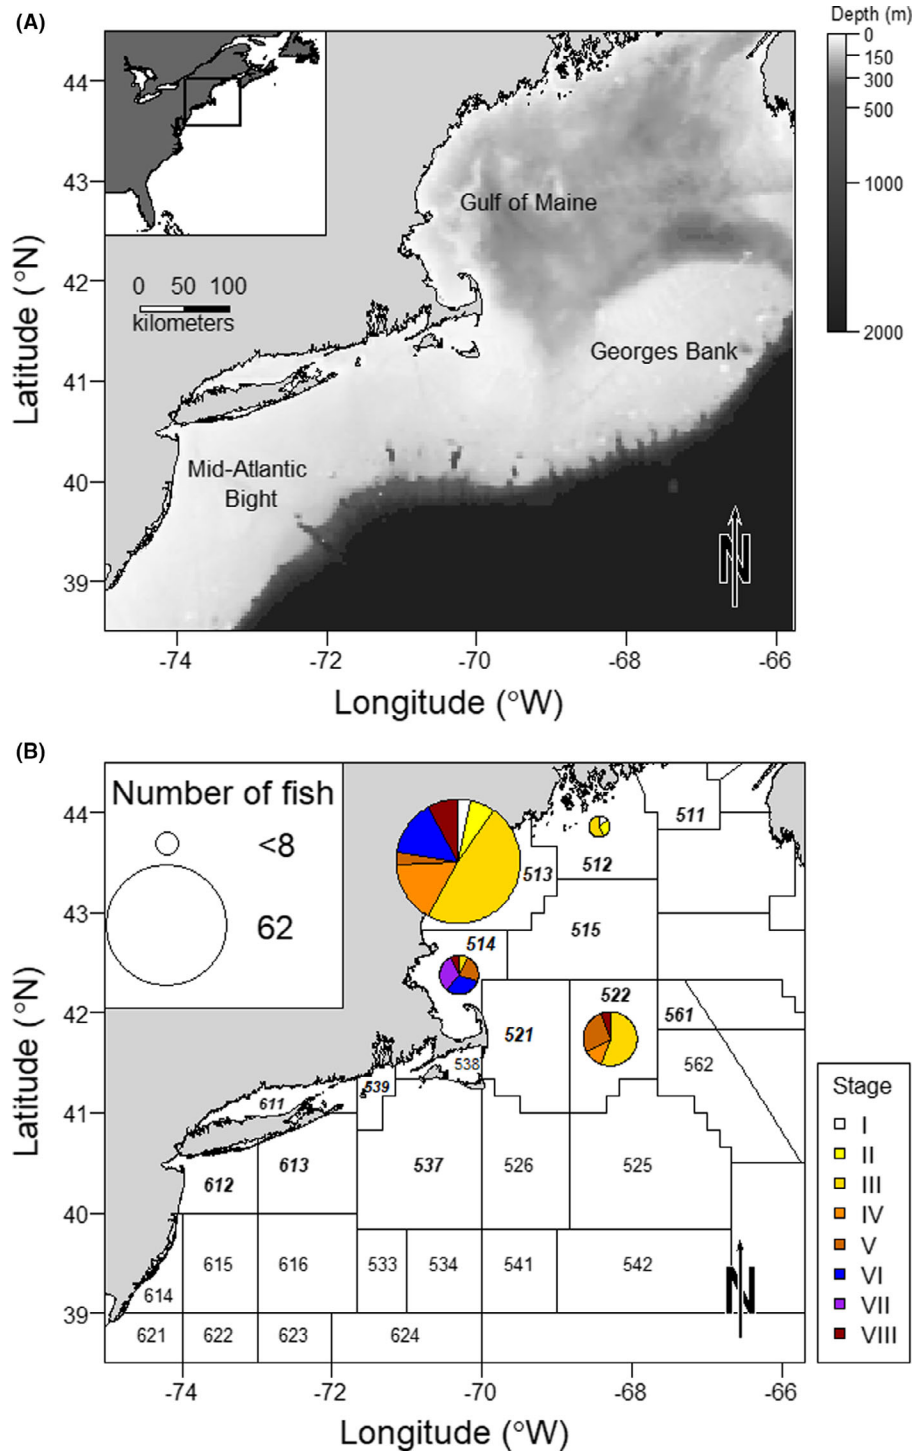 (A)
Depth (m)
0
150
300
500
1000
2000
44
43
42
41
40
39
Latitude (°N)
Gulf of Maine
0 50 100
kilometers
Georges Bank
Mid-Atlantic
Bight
N
-74 -72 -70 -68 -66
Longitude (°W)
(B)
Number of fish
<8
62
44
43
42
41
40
39
Latitude (°N)
511
512
513
514
515
522
521
561
562
538
539
611
613
612
537
526
525
615
616
533
534
541
542
614
621
622
623
624
N
Stage
I
II
III
IV
V
VI
VII
VIII
-74 -72 -70 -68 -66
Longitude (°W)